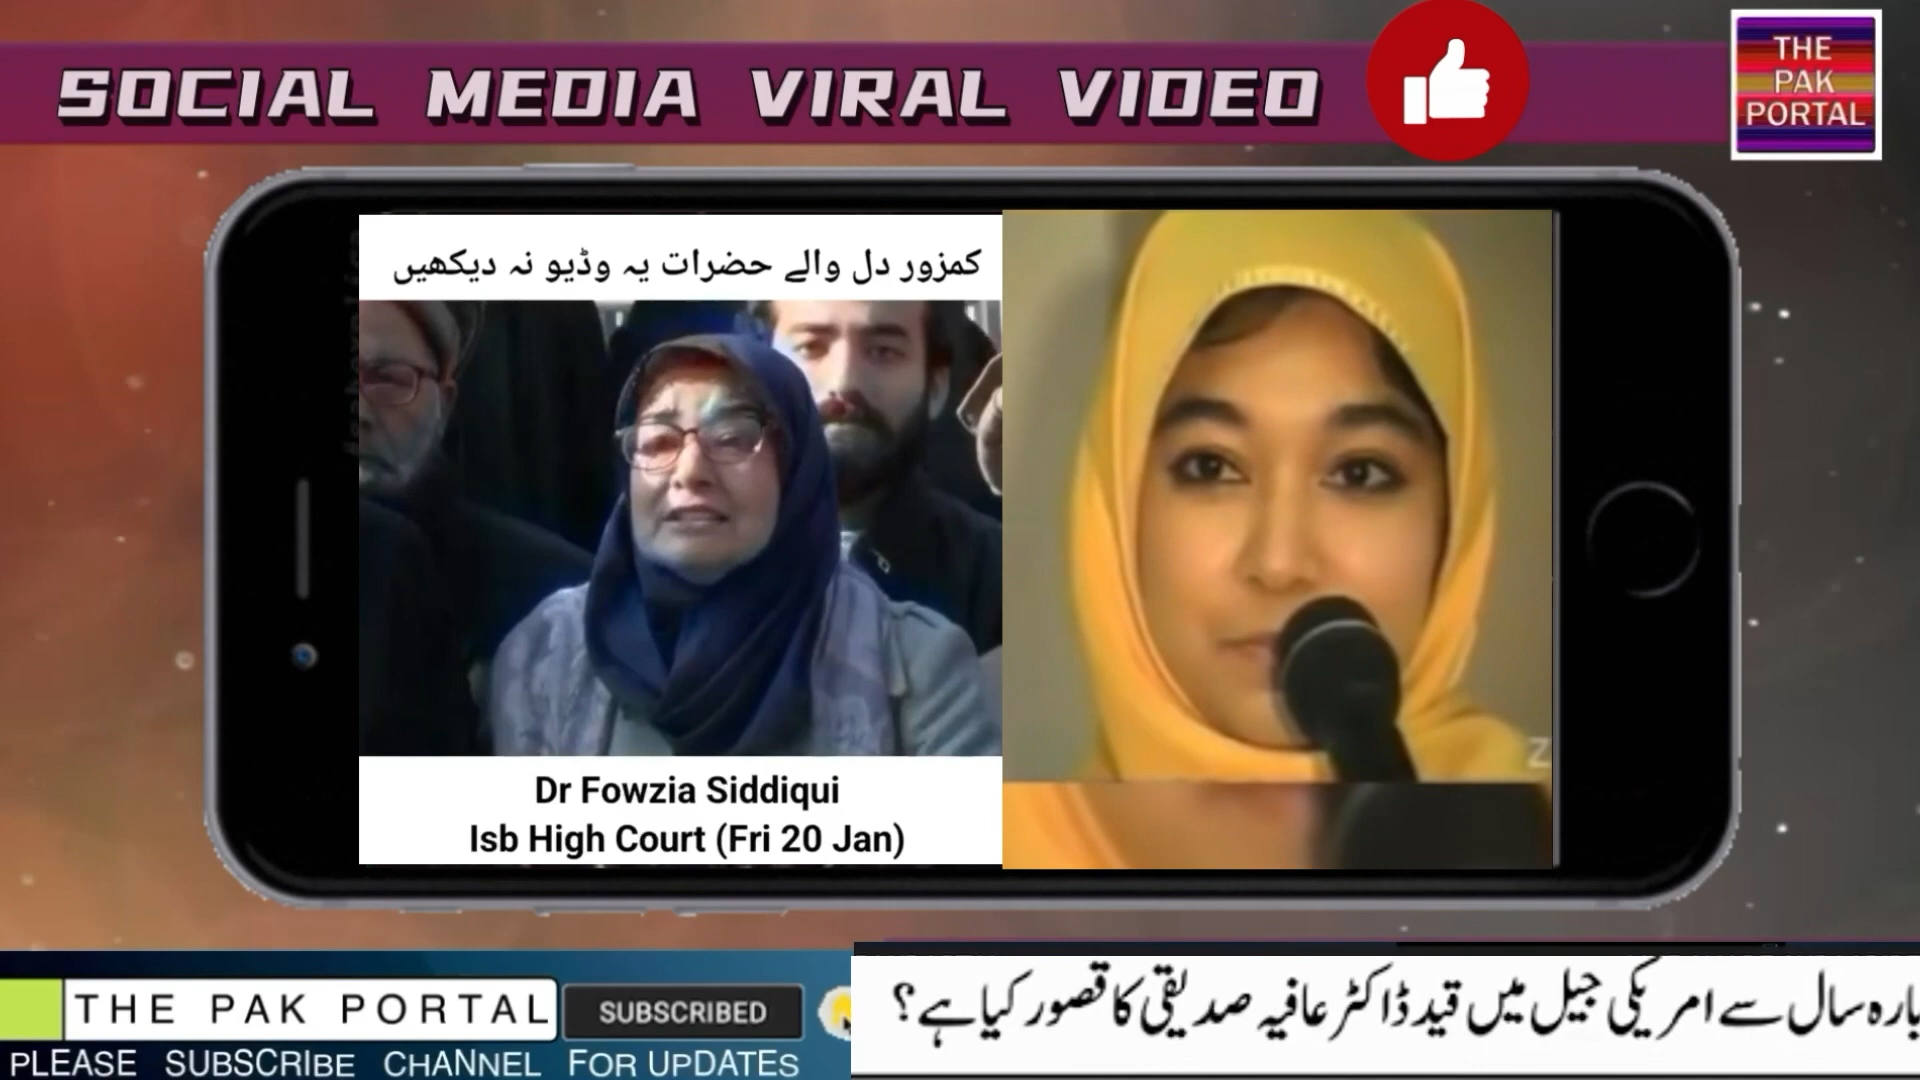 SOCIAL MEDIA VIRAL VIDEO
THE
PAK
PORTAL
کمزور دل والے حضرات یہ وڈیو نہ دیکھیں
Dr Fowzia Siddiqui
Isb High Court (Fri 20 Jan)
Z
THE PAK PORTAL
SUBSCRIBED
PLEASE SUBSCRIBE CHANNEL FOR UPDATES
بارہ سال سے امریکی جیل میں قید ڈاکٹر عافیہ صدیقی کا قصور کیا ہے؟